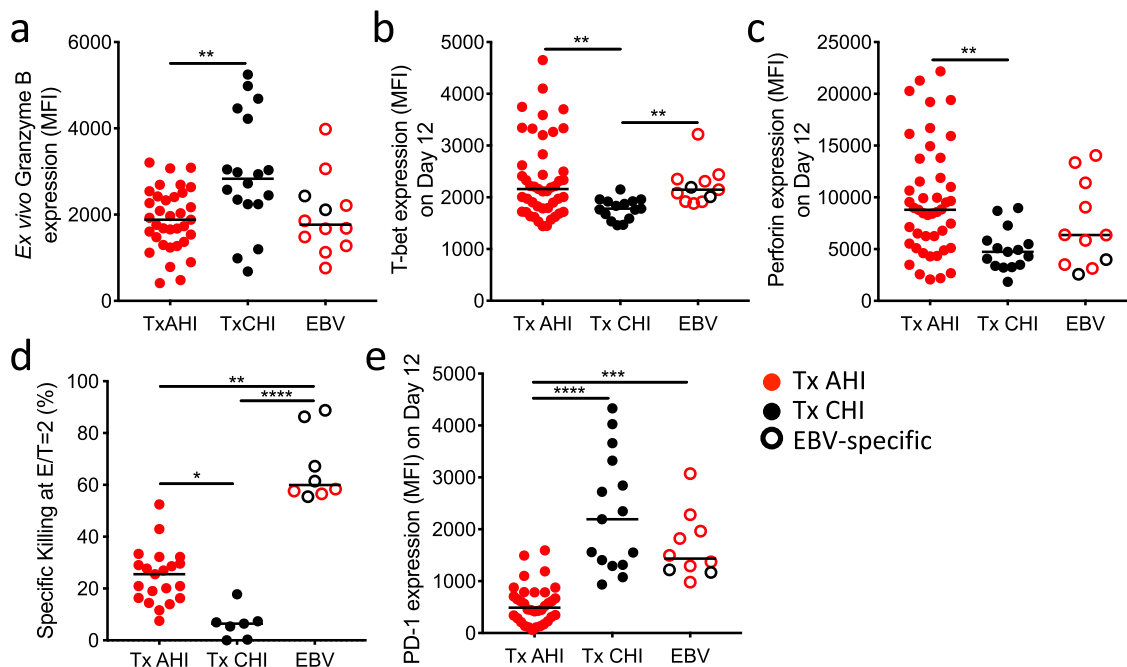 a
Ex vivo Granzyme B
expression (MFI)
6000
4000
2000
0
**
TxAHI TxCHI EBV
b
T-bet expression (MFI)
on Day 12
5000
4000
3000
2000
1000
0
**
**
Tx AHI Tx CHI EBV
c
Perforin expression (MFI)
on Day 12
25000
20000
15000
10000
5000
0
**
Tx AHI Tx CHI EBV
d
Specific Killing at E/T=2 (%)
100
80
60
40
20
0
**
****
*
Tx AHI Tx CHI EBV
e
PD-1 expression (MFI) on Day 12
5000
4000
3000
2000
1000
0
***
****
Tx AHI Tx CHI EBV
Tx AHI
Tx CHI
EBV-specific